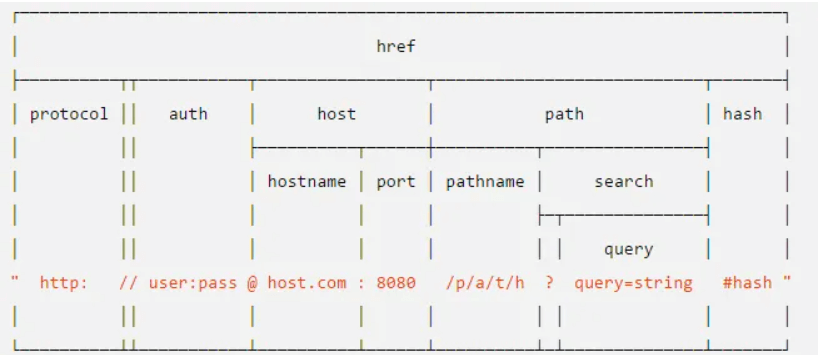 href
protocol auth host path hash
hostname port pathname search
query
" http: // user:pass @ host.com : 8080 /p/a/t/h ? query=string #hash "